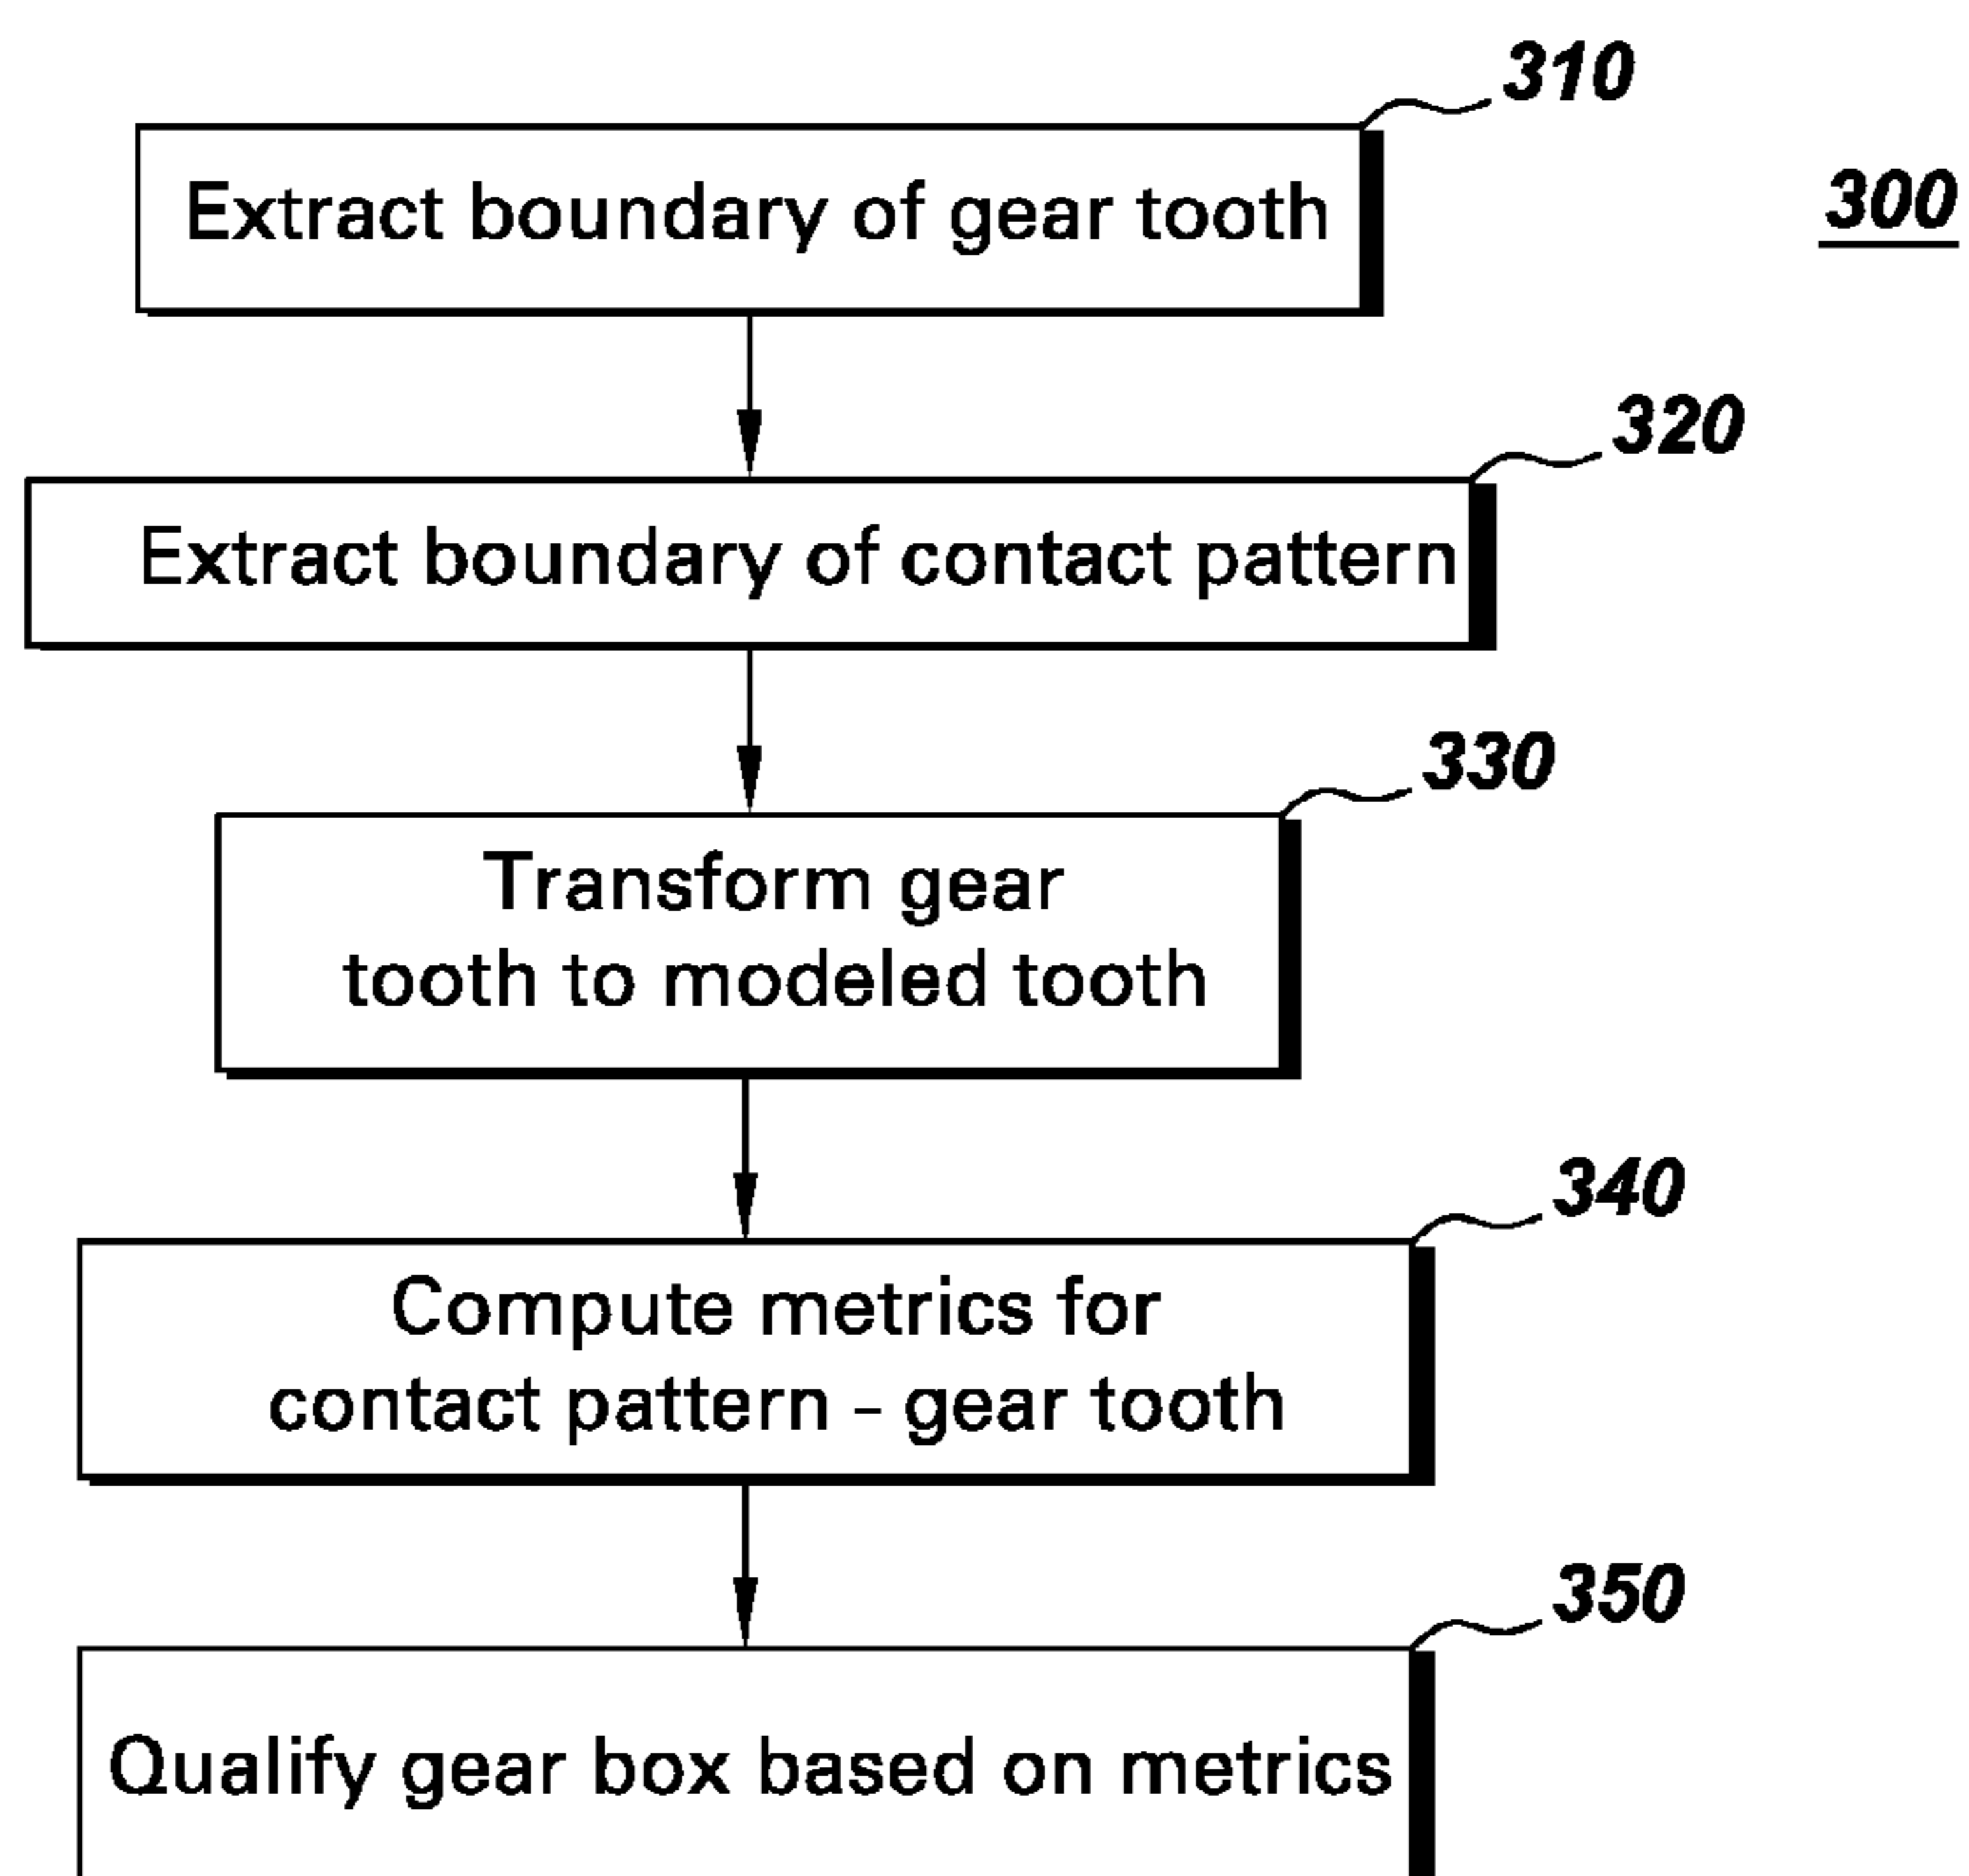 310
Extract boundary of gear tooth
300
320
Extract boundary of contact pattern
330
Transform gear
tooth to modeled tooth
340
Compute metrics for
contact pattern – gear tooth
350
Qualify gear box based on metrics